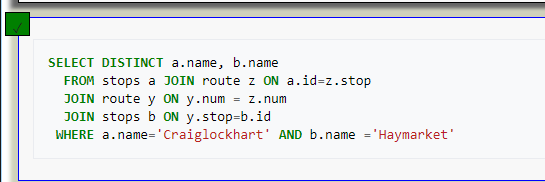 SELECT DISTINCT a.name, b.name
FROM stops a JOIN route z ON a.id=z.stop
JOIN route y ON y.num = z.num
JOIN stops b ON y.stop=b.id
WHERE a.name='Craiglockhart' AND b.name ='Haymarket'